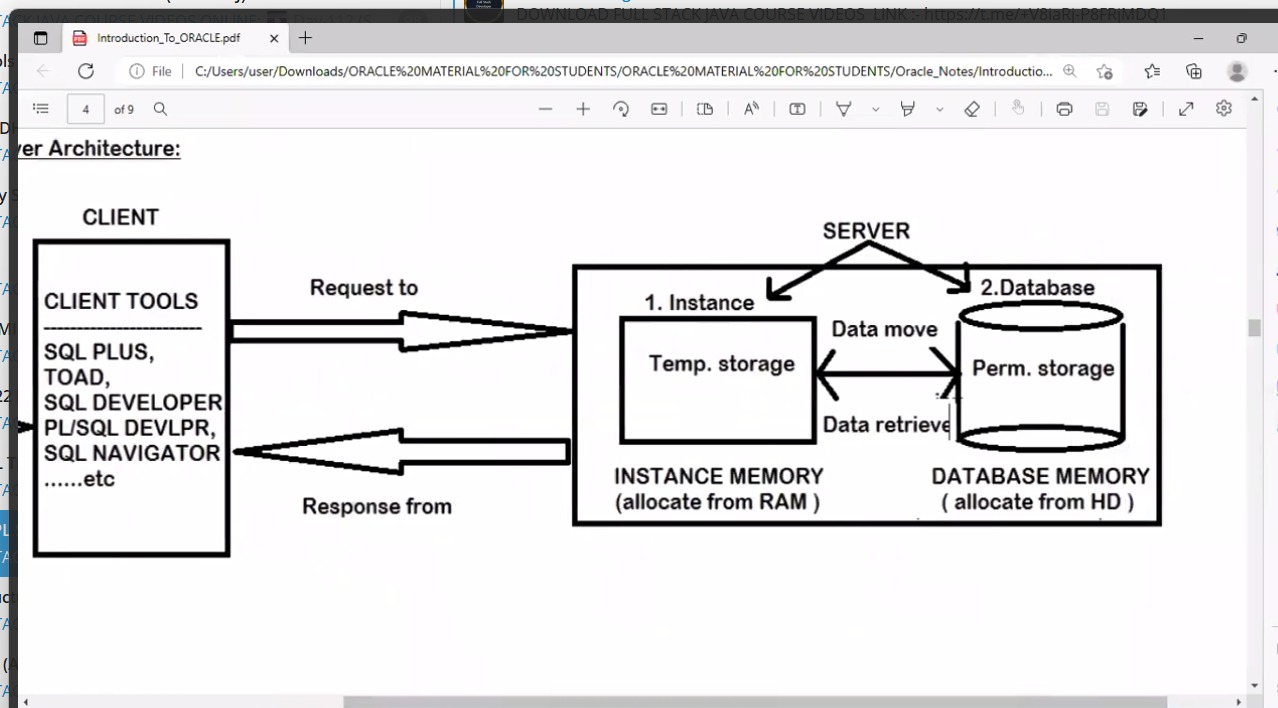 DOWNLOAD FULL STACK JAVA COURSE VIDEOS LINK :- https://t.me/+V8iaRj-P8FRjMDQ1
Introduction_To_ORACLE.pdf
File
C:/Users/user/Downloads/ORACLE%20MATERIAL%20FOR%20STUDENTS/ORACLE%20MATERIAL%20FOR%20STUDENTS/Oracle_Notes/Introductio...
4 of 9
ver Architecture:
CLIENT
CLIENT TOOLS
------------------------
SQL PLUS,
TOAD,
SQL DEVELOPER
PL/SQL DEVLPR,
SQL NAVIGATOR
......etc
Request to
Response from
SERVER
1. Instance
2.Database
Temp. storage
Data move
Data retrieve
Perm. storage
INSTANCE MEMORY
(allocate from RAM )
DATABASE MEMORY
( allocate from HD )